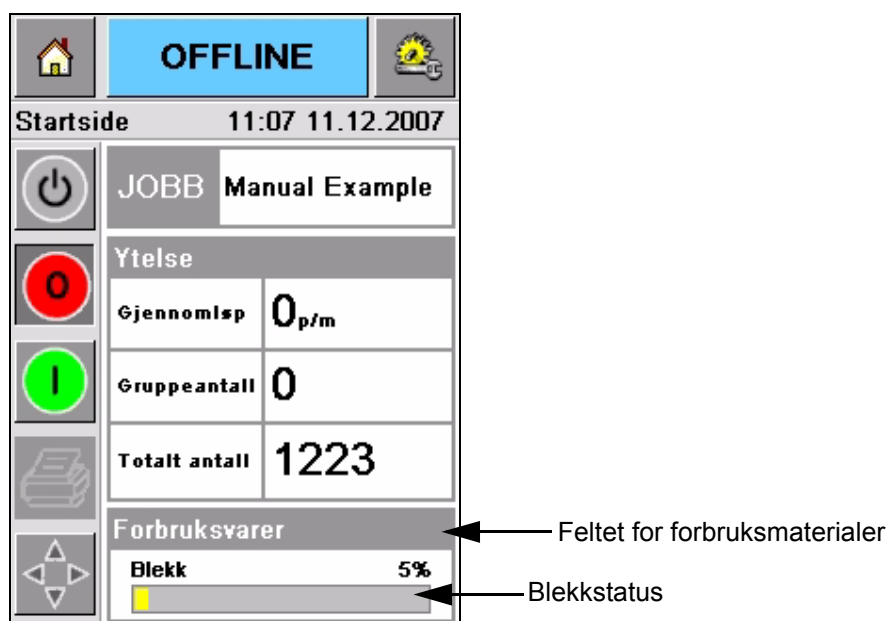 OFFLINE
Startside 11:07 11.12.2007
JOBB Manual Example
Ytelse
Gjennomløp 0p/m
Gruppeantall 0
Totalt antall 1223
Forbruksvarer
Feltet for forbruksmaterialer
Blekk 5%
Blekkstatus